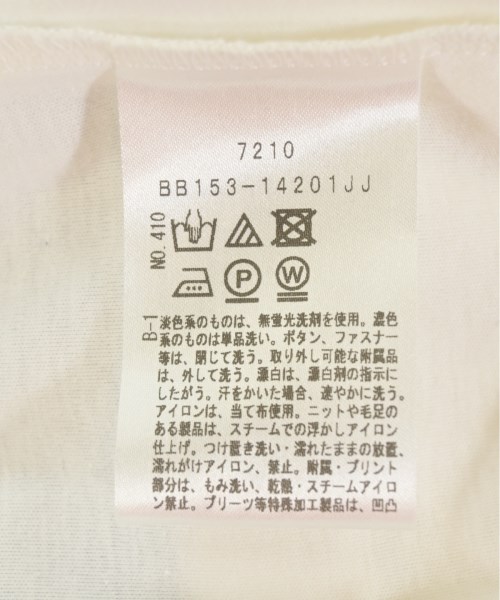 7210
BB153-14201JJ
NO. 410
P
W
B-1
淡色系のものは、無蛍光洗剤を使用。濃色
系のものは単品洗い。ボタン、ファスナー
等は、閉じて洗う。取り外し可能な附属品
は、外して洗う。漂白は、漂白剤の指示に
したがう。汗をかいた場合、速やかに洗う。
アイロンは、当て布使用。ニットや毛足の
ある製品は、スチームでの浮かしアイロン
仕上げ。つけ置き洗い・濡れたままの放置、
濡れがけアイロン、禁止。附属・プリント
部分は、もみ洗い、乾熱・スチームアイロ
ン禁止。プリーツ等特殊加工製品は、凹凸